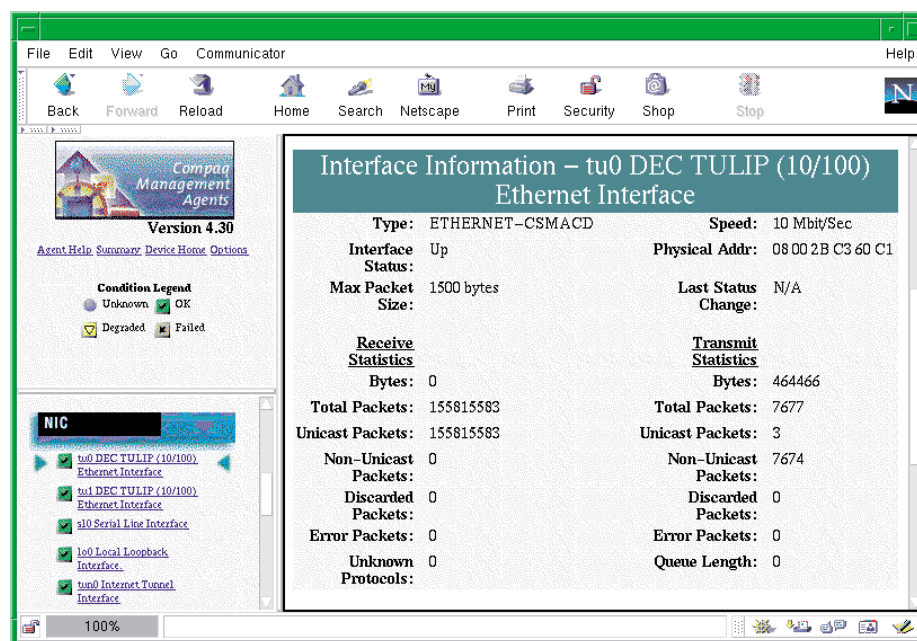 File Edit View Go Communicator Help
Back Forward Reload Home Search Netscape Print Security Shop Stop
My
N
Compaq
Management
Agents
Version 4.30
Agent Help Summary Device Home Options
Condition Legend
Unknown OK
Degraded Failed
NIC
tu0 DEC TULIP (10/100)
Ethernet Interface
tu1 DEC TULIP (10/100)
Ethernet Interface
sl0 Serial Line Interface
lo0 Local Loopback
Interface.
tun0 Internet Tunnel
Interface
Interface Information – tu0 DEC TULIP (10/100)
Ethernet Interface
Type: ETHERNET-CSMACD Speed: 10 Mbit/Sec
Interface Up Physical Addr: 08 00 2B C3 60 C1
Status:
Max Packet 1500 bytes Last Status N/A
Size: Change:
Receive Transmit
Statistics Statistics
Bytes: 0 Bytes: 464466
Total Packets: 155815583 Total Packets: 7677
Unicast Packets: 155815583 Unicast Packets: 3
Non-Unicast 0 Non-Unicast 7674
Packets: Packets:
Discarded 0 Discarded 0
Packets: Packets:
Error Packets: 0 Error Packets: 0
Unknown 0 Queue Length: 0
Protocols:
100%